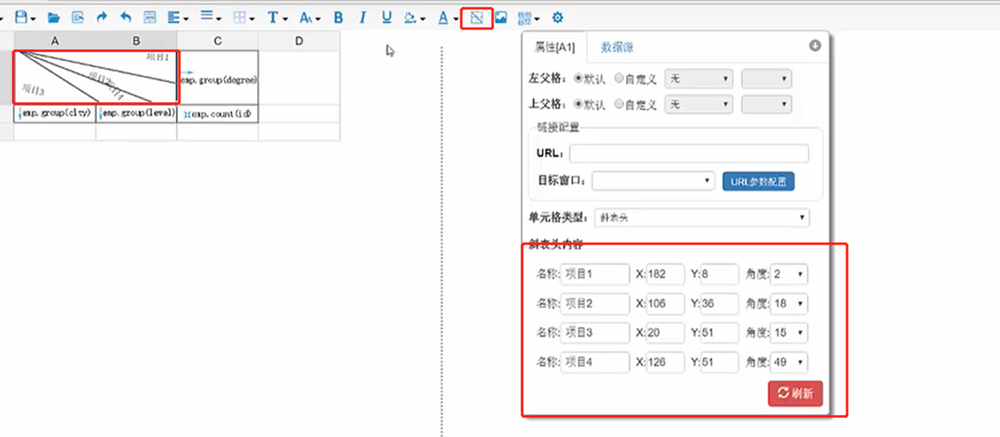 A B C D
项目1
项目2
项目3
emp.group(degree)
emp.group(city) emp.group(level) emp.count(id)
属性[A1] 数据源
左父格： 默认 自定义 无
上父格： 默认 自定义 无
链接配置
URL：
目标窗口： URL参数配置
单元格类型： 斜表头
斜表头内容
名称: 项目1 X: 182 Y: 8 角度: 2
名称: 项目2 X: 106 Y: 36 角度: 18
名称: 项目3 X: 20 Y: 51 角度: 15
名称: 项目4 X: 126 Y: 51 角度: 49
刷新